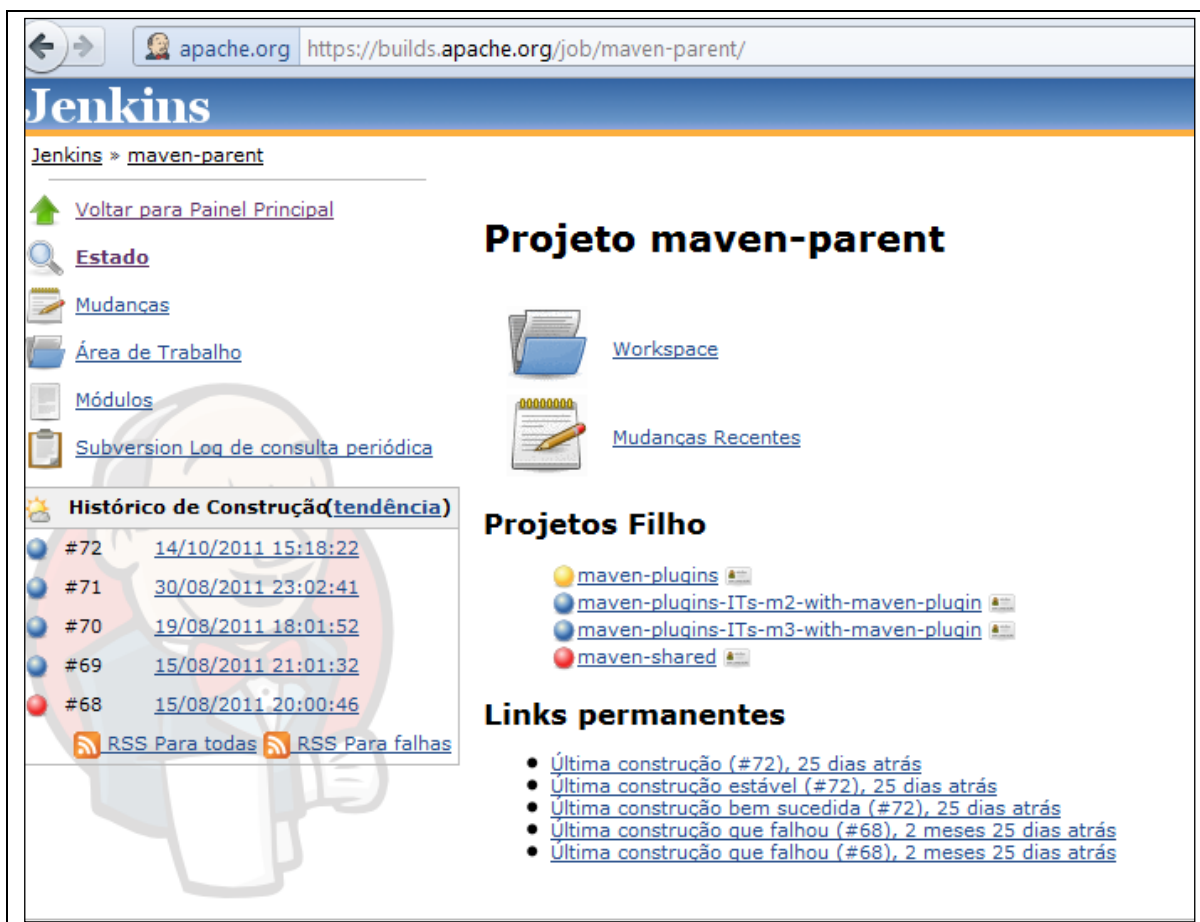 apache.org https://builds.apache.org/job/maven-parent/
Jenkins
Jenkins » maven-parent
Voltar para Painel Principal
Estado
Mudanças
Área de Trabalho
Módulos
Subversion Log de consulta periódica
Histórico de Construção(tendência)
#72 14/10/2011 15:18:22
#71 30/08/2011 23:02:41
#70 19/08/2011 18:01:52
#69 15/08/2011 21:01:32
#68 15/08/2011 20:00:46
RSS Para todas RSS Para falhas
Projeto maven-parent
Workspace
Mudanças Recentes
Projetos Filho
maven-plugins
maven-plugins-ITs-m2-with-maven-plugin
maven-plugins-ITs-m3-with-maven-plugin
maven-shared
Links permanentes
Última construção (#72), 25 dias atrás
Última construção estável (#72), 25 dias atrás
Última construção bem sucedida (#72), 25 dias atrás
Última construção que falhou (#68), 2 meses 25 dias atrás
Última construção que falhou (#68), 2 meses 25 dias atrás